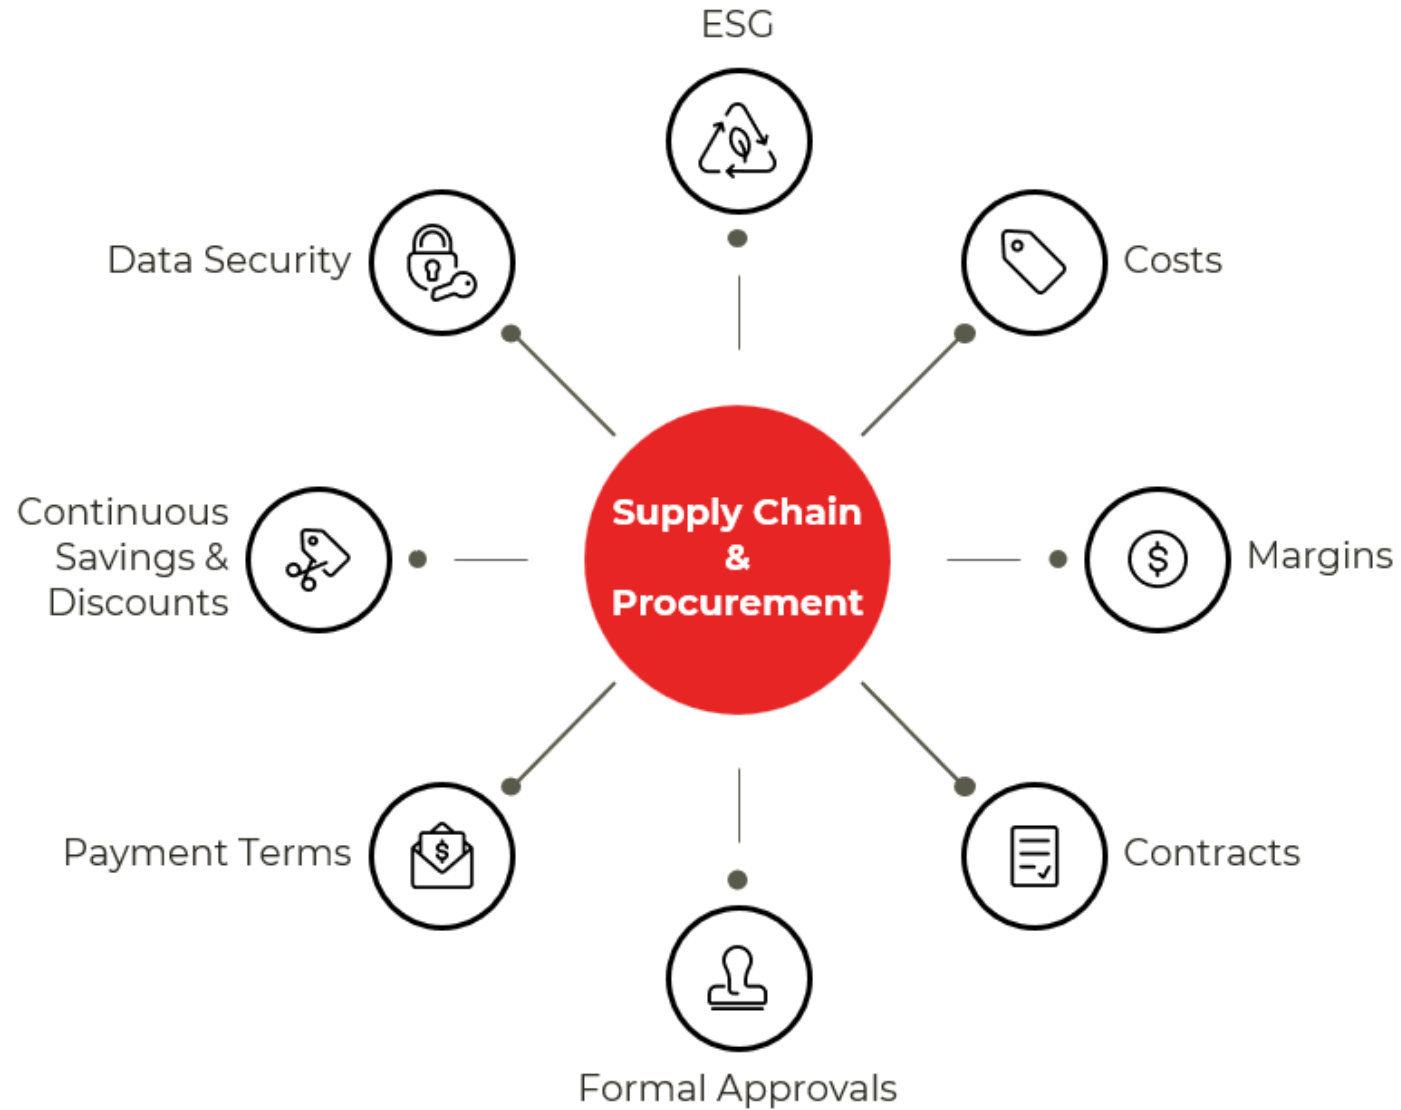 ESG
Data Security
Costs
Continuous
Savings &
Discounts
Supply Chain
&
Procurement
Margins
Payment Terms
Contracts
Formal Approvals
$
$